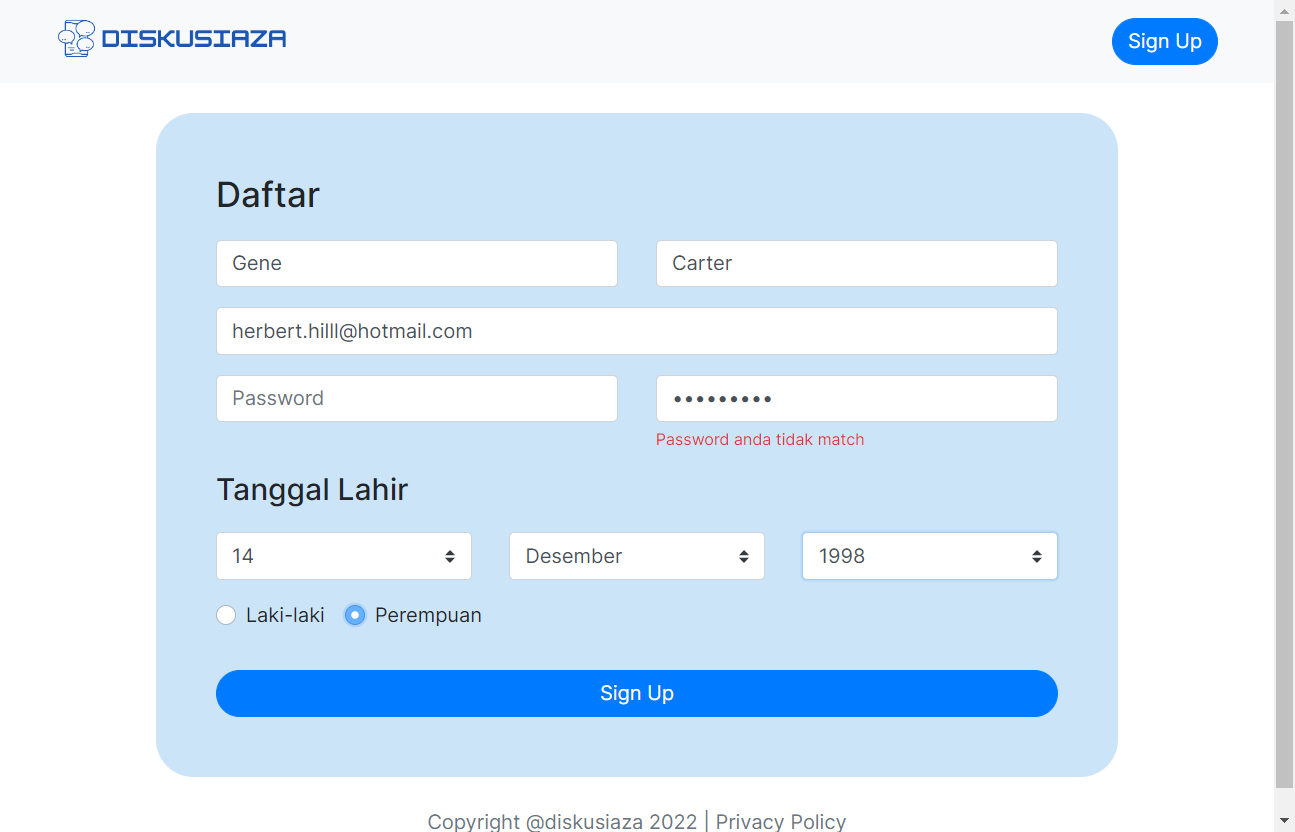 DISKUSIAZA
Sign Up
Daftar
Gene
Carter
herbert.hilll@hotmail.com
Password
•••••••••
Password anda tidak match
Tanggal Lahir
14
Desember
1998
Laki-laki
Perempuan
Sign Up
Copyright @diskusiaza 2022 | Privacy Policy